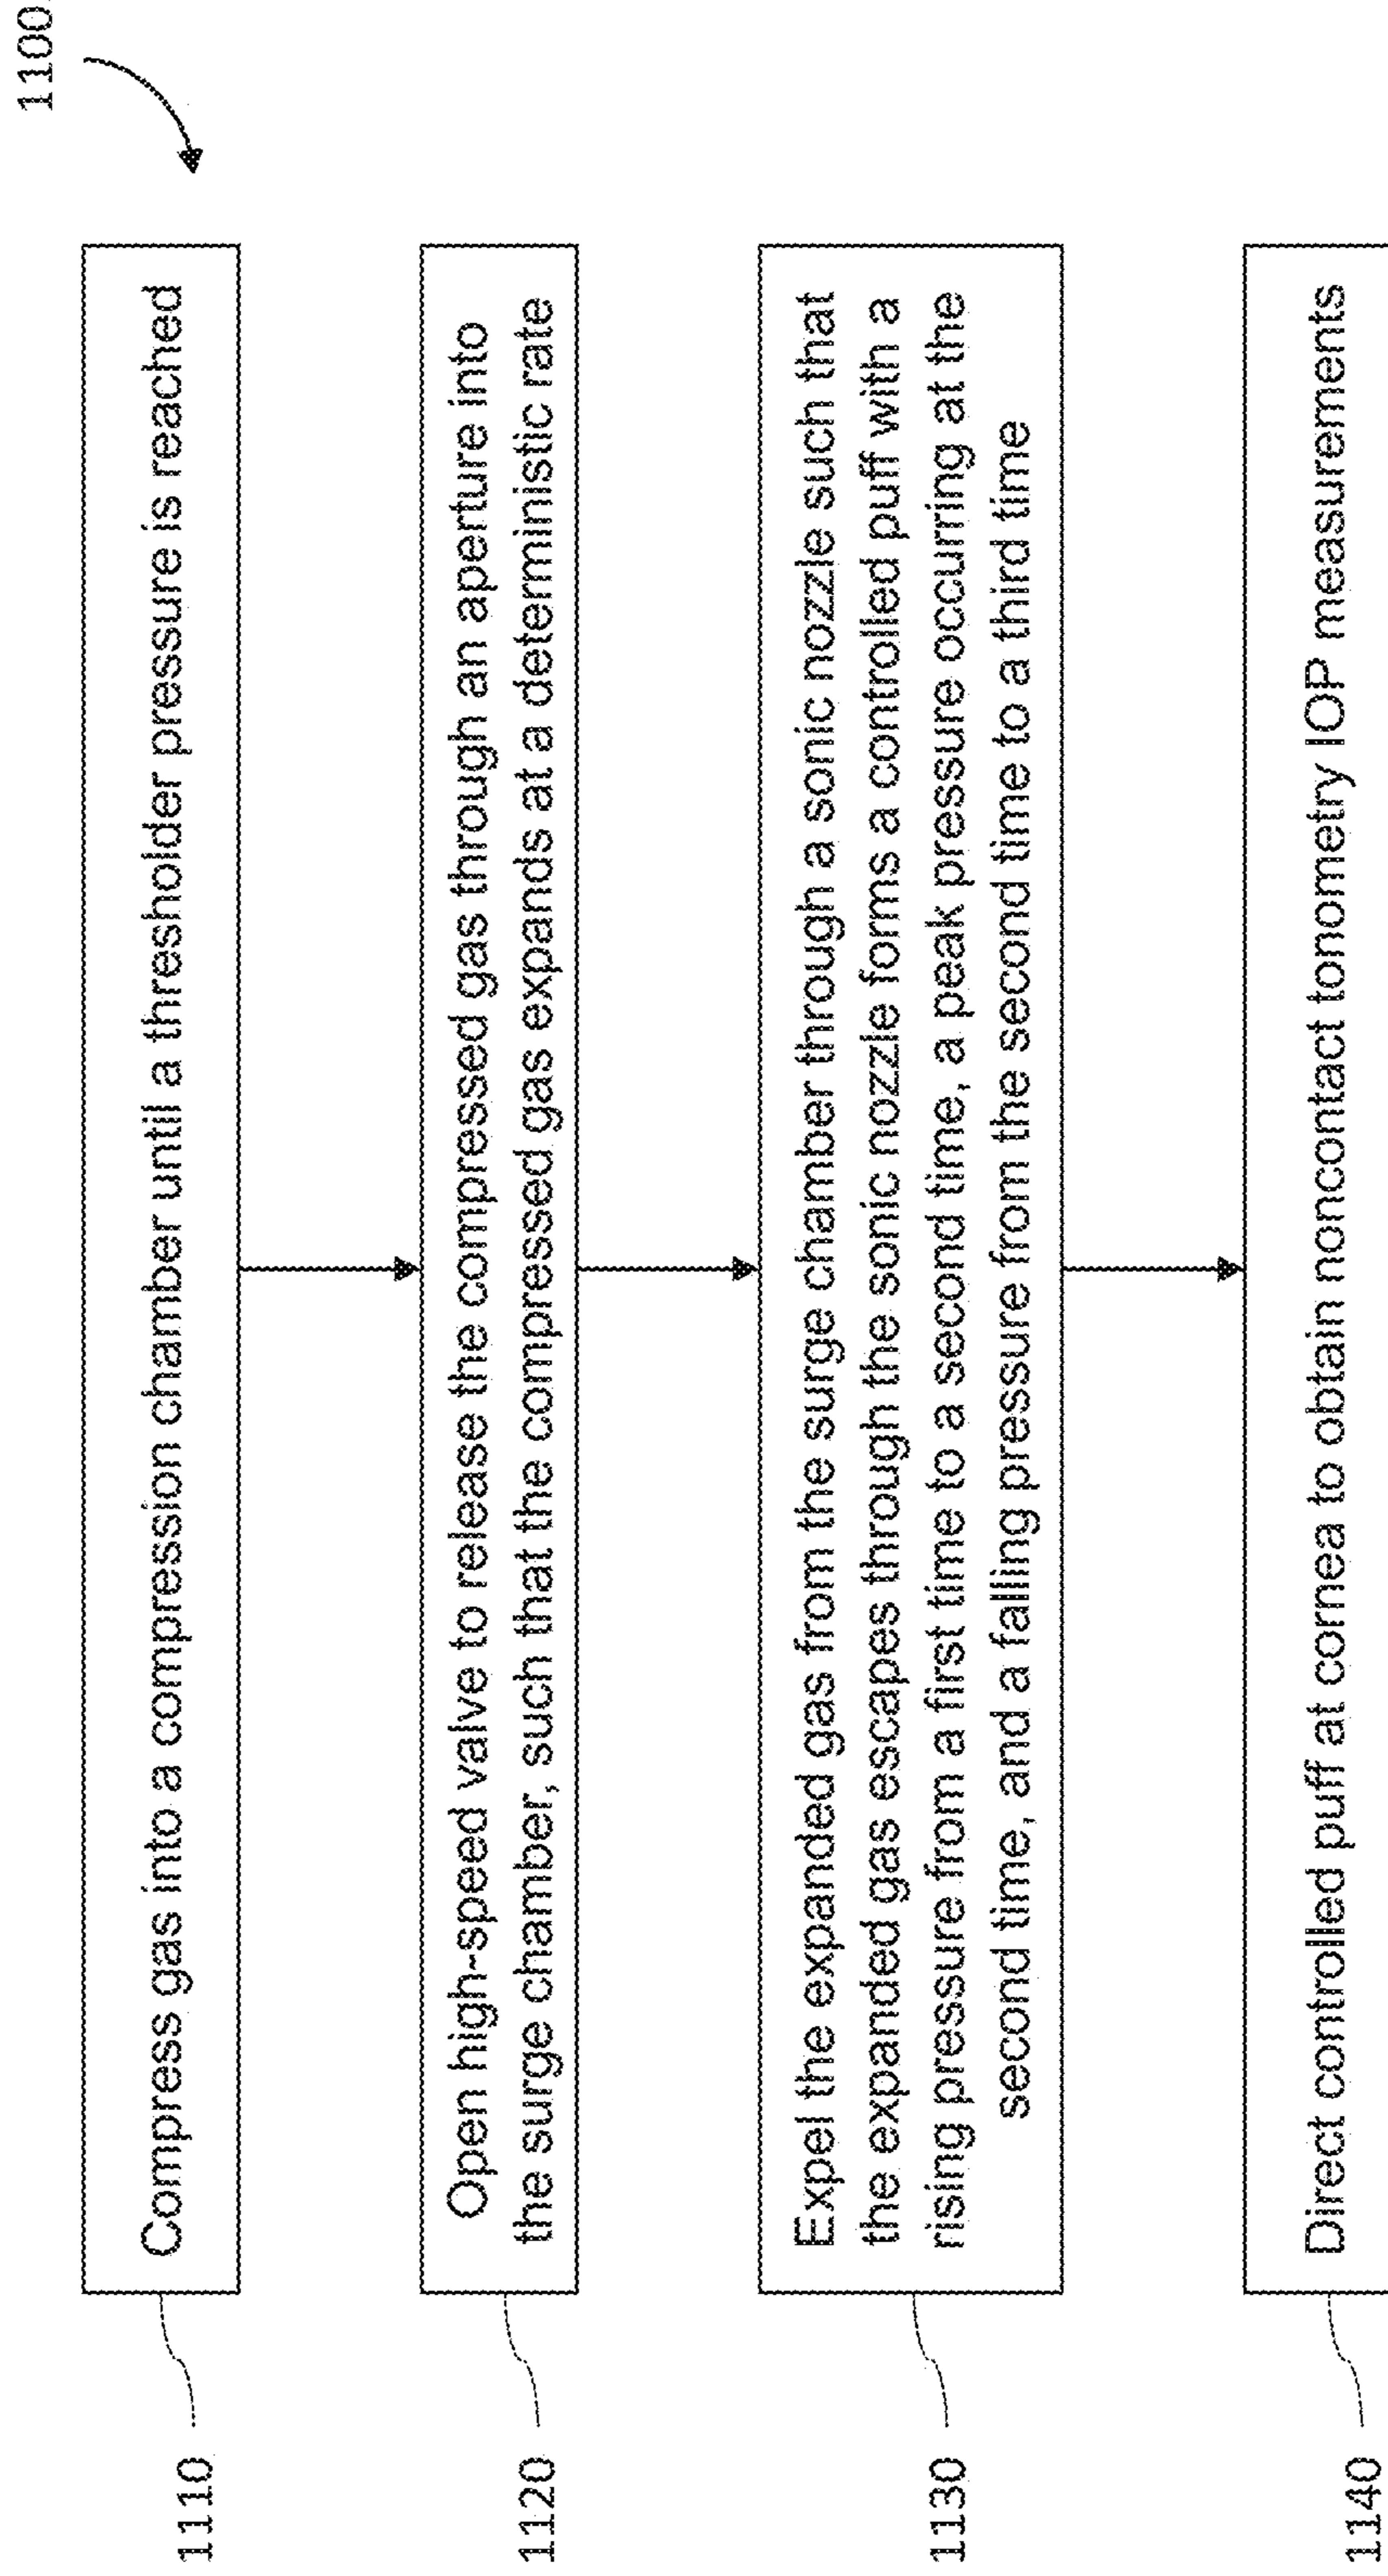 1100
1110
Compress gas into a compression chamber until a thresholder pressure is reached
1120
Open high-speed valve to release the compressed gas through an aperture into
the surge chamber, such that the compressed gas expands at a deterministic rate
1130
Expel the expanded gas from the surge chamber through a sonic nozzle such that
the expanded gas escapes through the sonic nozzle forms a controlled puff with a
rising pressure from a first time to a second time, a peak pressure occurring at the
second time, and a falling pressure from the second time to a third time
1140
Direct controlled puff at cornea to obtain noncontact tonometry IOP measurements